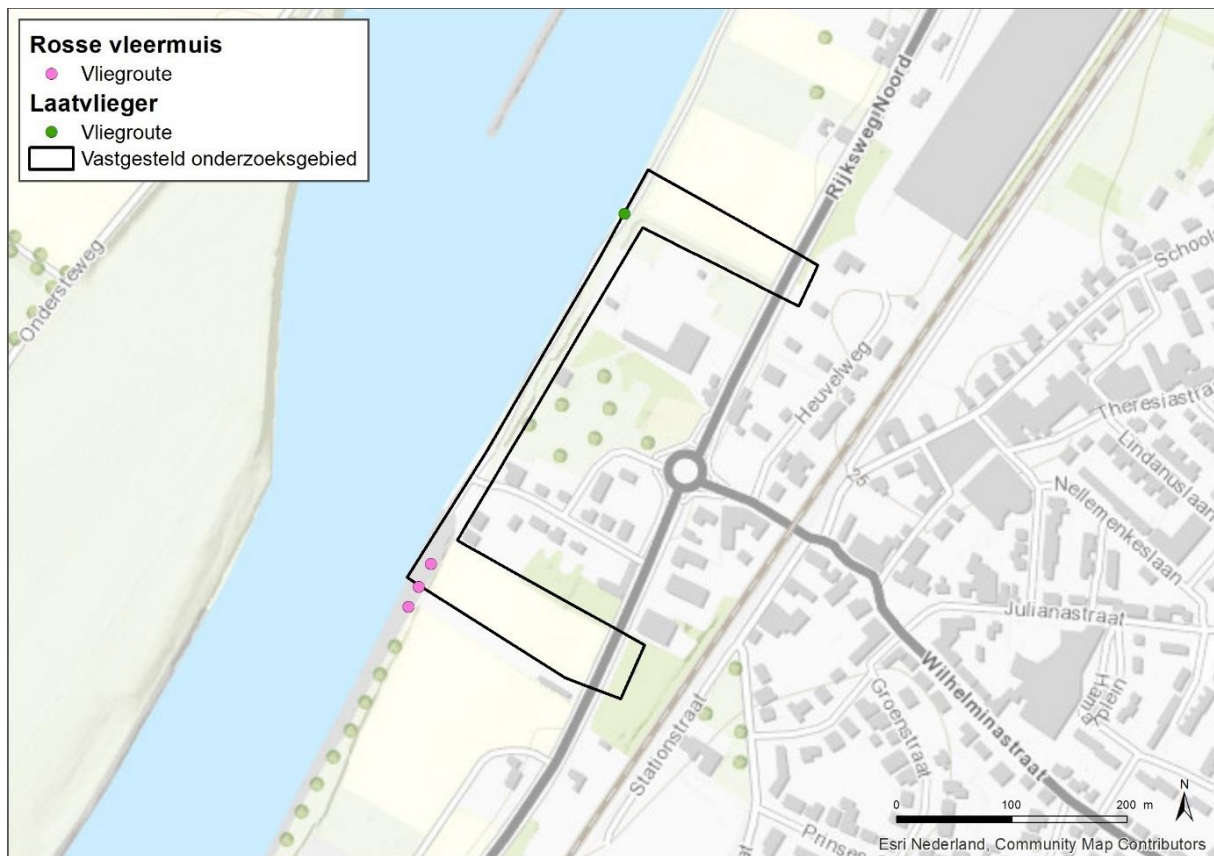 Rosse vleermuis
Vliegroute
Laatvlieger
Vliegroute
Vastgesteld onderzoeksgebied
Ondersteweg
Rijksweg Noord
Heuvelweg
25
Theresiastra
Lindanuslaan
Nellemenkeslaan
Julianastraat
Wilhelminastraat
Groenstraat
Stationstraat
N
0 100 200 m
Esri Nederland, Community Map Contributors